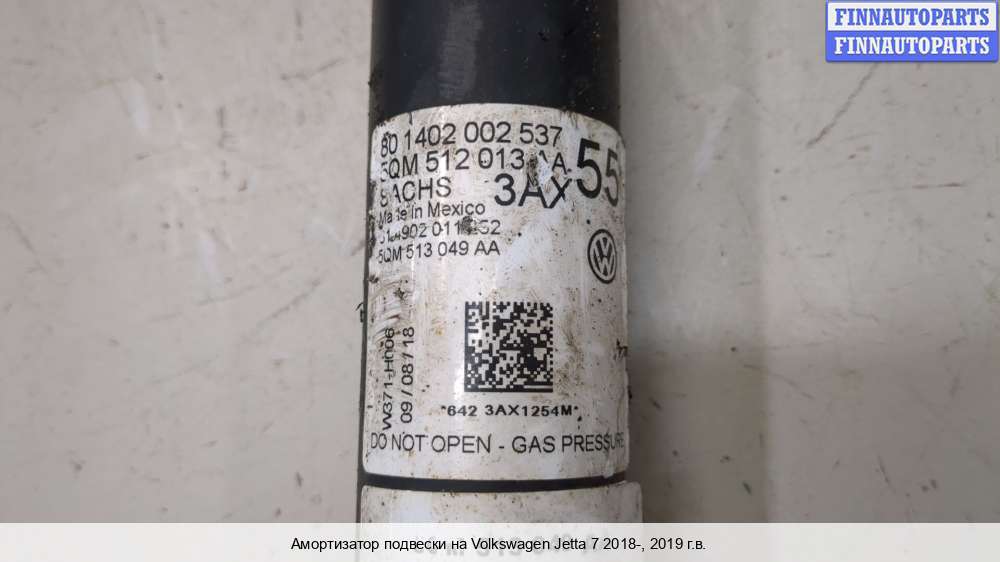 FINNAUTOPARTS
FINNAUTOPARTS
80 1402 002 537
5QM 512 013 AA
55
SACHS
3AX
Made in Mexico
5QM 513 049 AA
W371-H006
09/08/18
*642 3AX1254M*
DO NOT OPEN - GAS PRESSURE
Амортизатор подвески на Volkswagen Jetta 7 2018-, 2019 г.в.